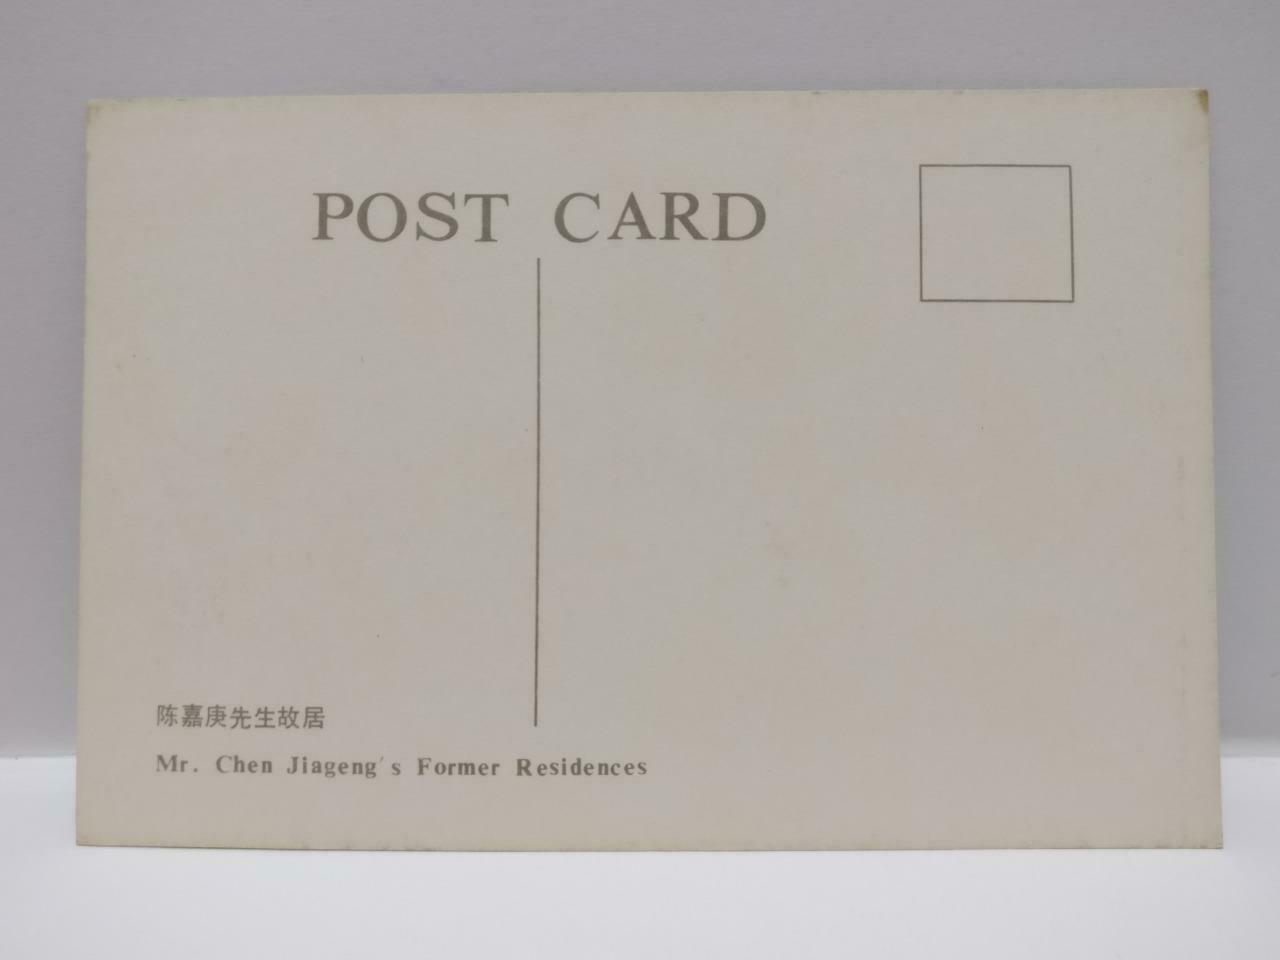 POST CARD
陈嘉庚先生故居
Mr. Chen Jiageng's Former Residences